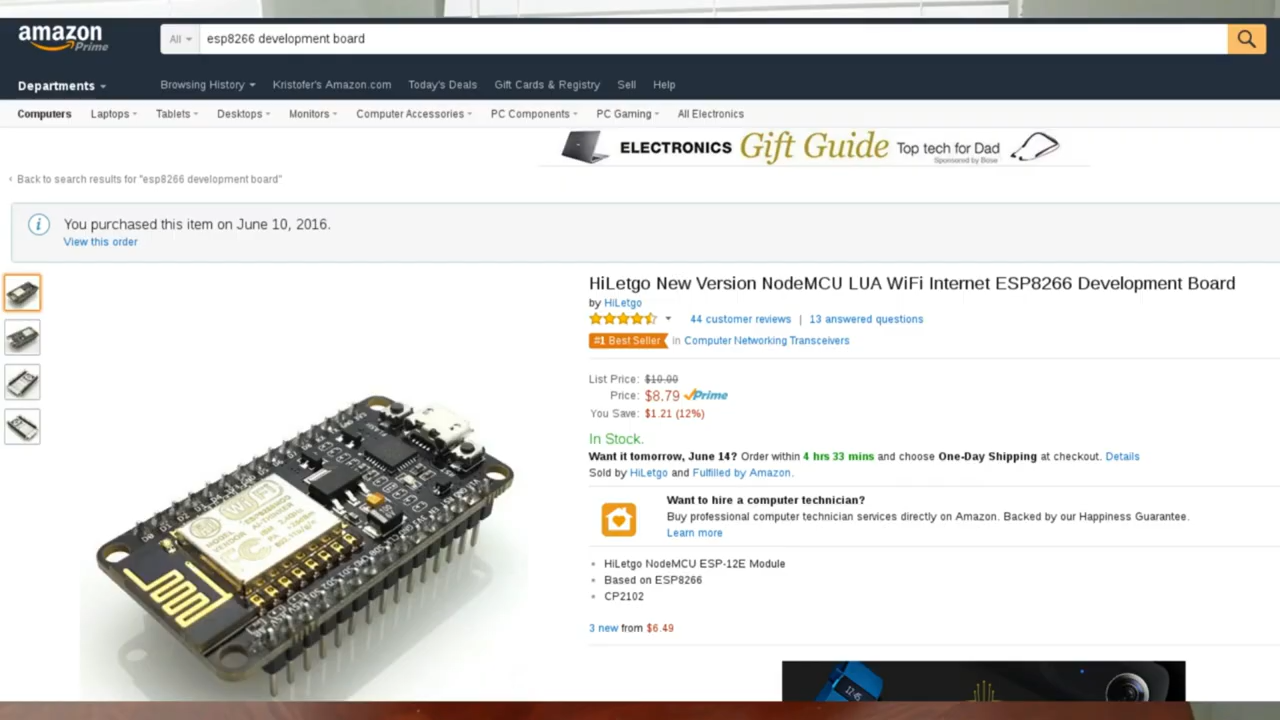 amazon
Prime
All
esp8266 development board
Departments
Browsing History
Kristofer's Amazon.com
Today's Deals
Gift Cards & Registry
Sell
Help
Computers
Laptops
Tablets
Desktops
Monitors
Computer Accessories
PC Components
PC Gaming
All Electronics
ELECTRONICS Gift Guide Top tech for Dad
Sponsored by Bose
‹ Back to search results for "esp8266 development board"
You purchased this item on June 10, 2016.
View this order
HiLetgo New Version NodeMCU LUA WiFi Internet ESP8266 Development Board
by HiLetgo
44 customer reviews | 13 answered questions
#1 Best Seller in Computer Networking Transceivers
List Price: $10.00
Price: $8.79 Prime
You Save: $1.21 (12%)
In Stock.
Want it tomorrow, June 14? Order within 4 hrs 33 mins and choose One-Day Shipping at checkout. Details
Sold by HiLetgo and Fulfilled by Amazon.
Want to hire a computer technician?
Buy professional computer technician services directly on Amazon. Backed by our Happiness Guarantee.
Learn more
HiLetgo NodeMCU ESP-12E Module
Based on ESP8266
CP2102
3 new from $6.49
12:45